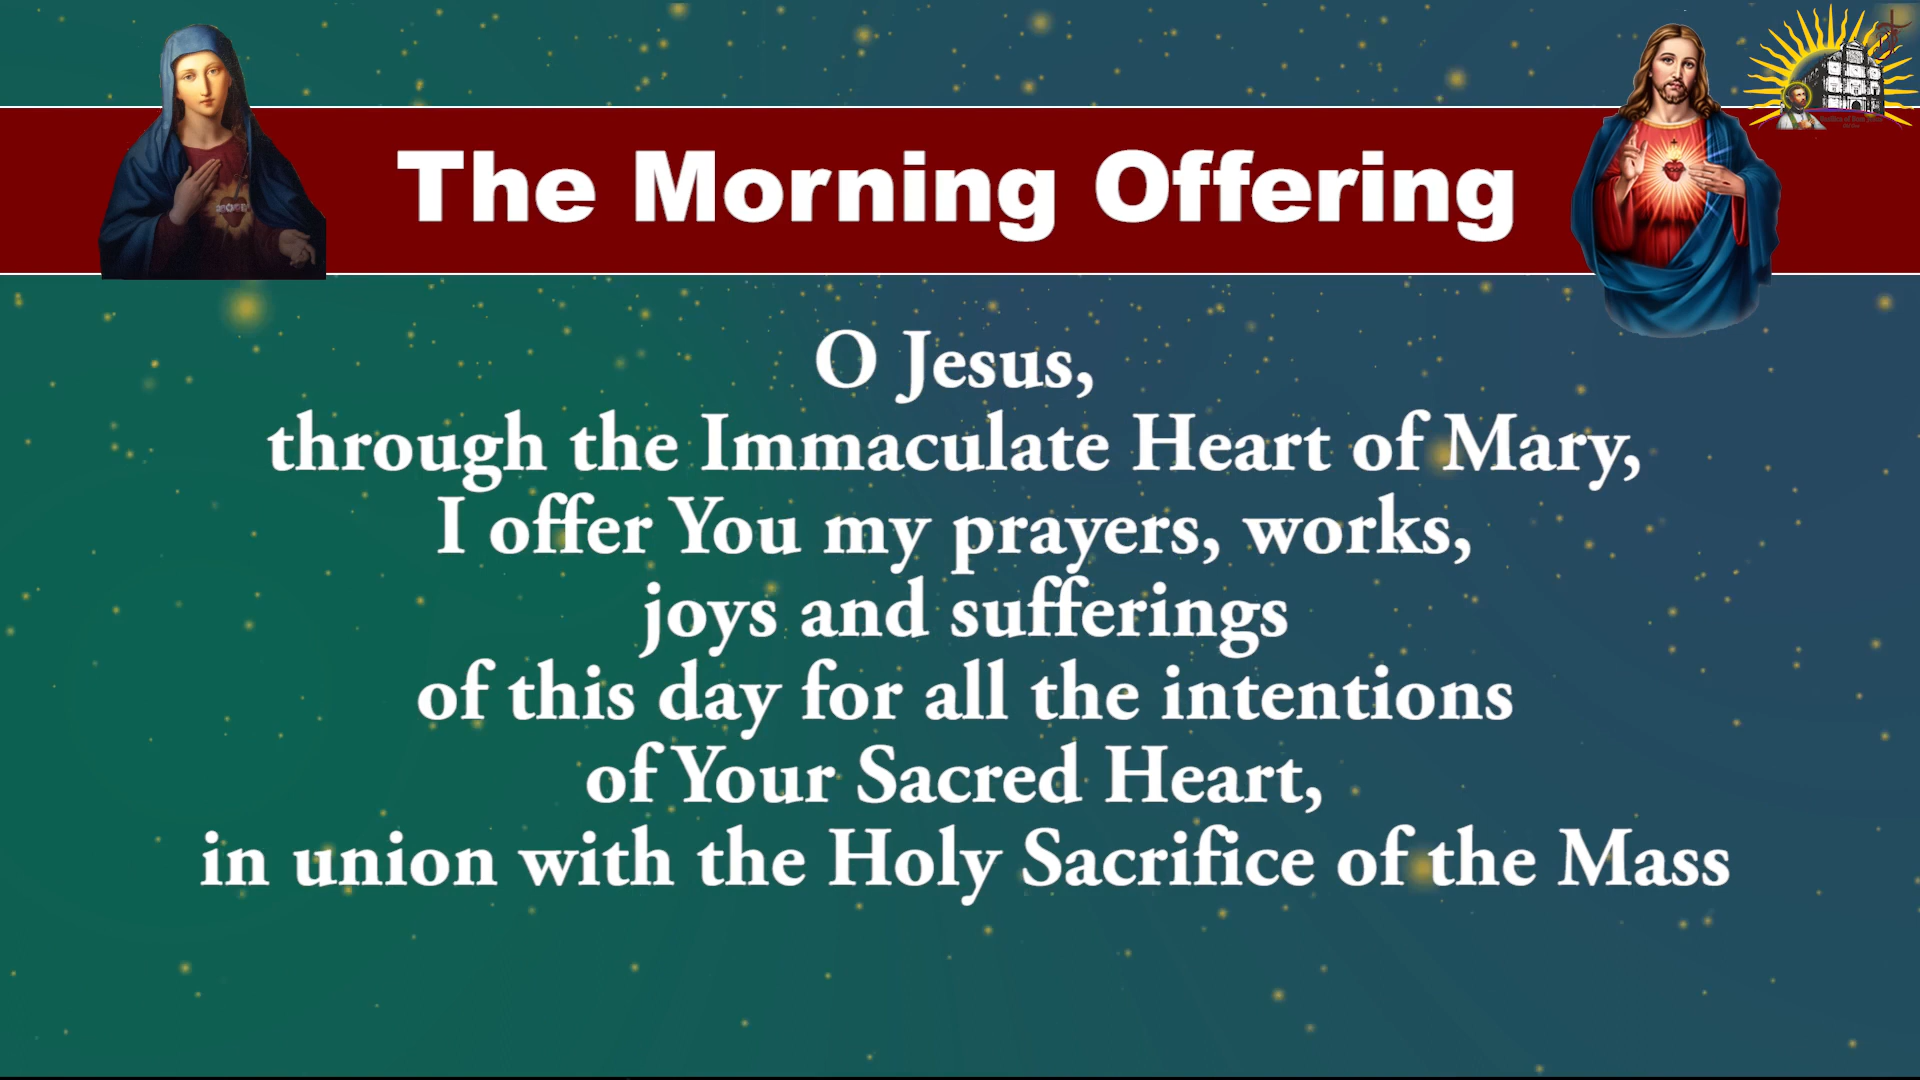 The Morning Offering
O Jesus,
through the Immaculate Heart of Mary,
I offer You my prayers, works,
joys and sufferings
of this day for all the intentions
of Your Sacred Heart,
in union with the Holy Sacrifice of the Mass